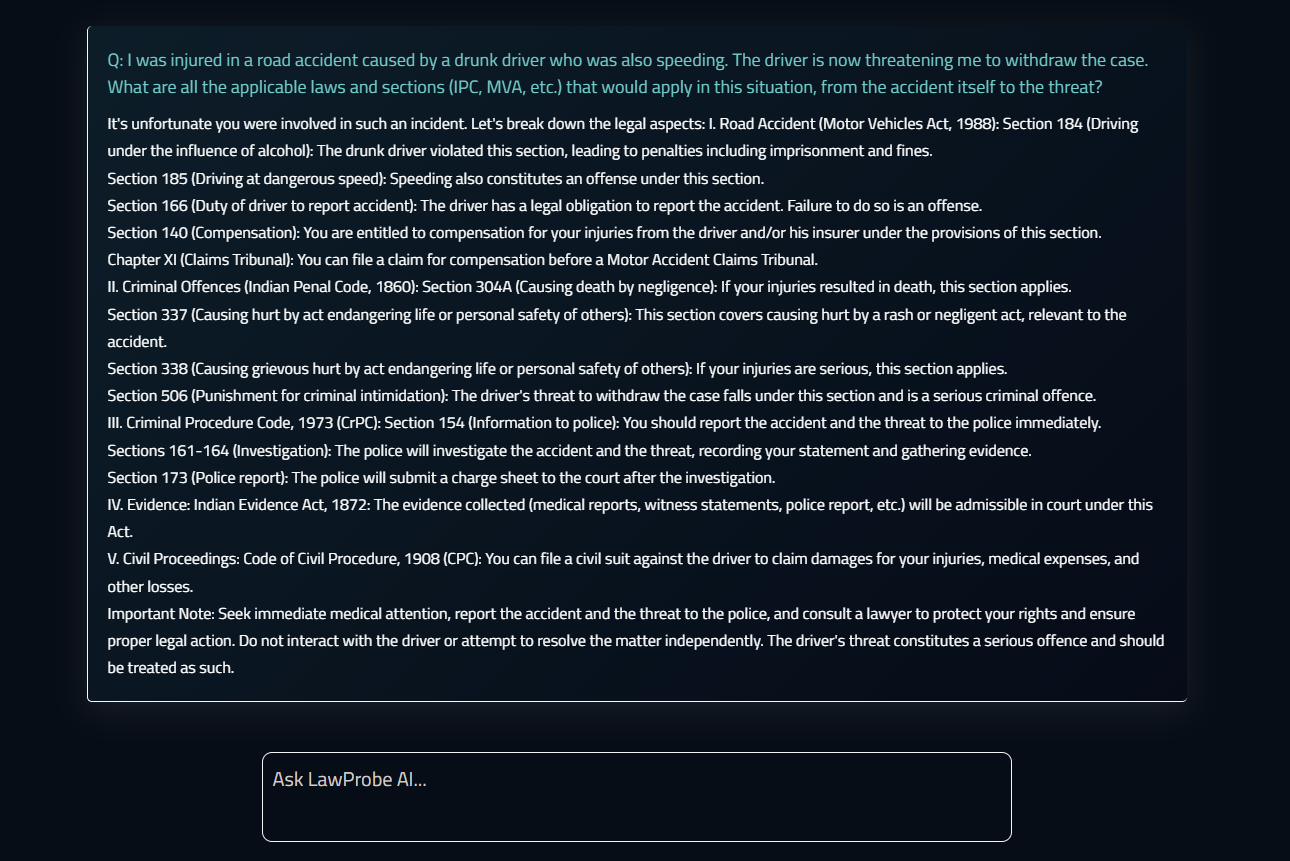 Q: I was injured in a road accident caused by a drunk driver who was also speeding. The driver is now threatening me to withdraw the case.
What are all the applicable laws and sections (IPC, MVA, etc.) that would apply in this situation, from the accident itself to the threat?
It's unfortunate you were involved in such an incident. Let's break down the legal aspects: I. Road Accident (Motor Vehicles Act, 1988): Section 184 (Driving
under the influence of alcohol): The drunk driver violated this section, leading to penalties including imprisonment and fines.
Section 185 (Driving at dangerous speed): Speeding also constitutes an offense under this section.
Section 166 (Duty of driver to report accident): The driver has a legal obligation to report the accident. Failure to do so is an offense.
Section 140 (Compensation): You are entitled to compensation for your injuries from the driver and/or his insurer under the provisions of this section.
Chapter XI (Claims Tribunal): You can file a claim for compensation before a Motor Accident Claims Tribunal.
II. Criminal Offences (Indian Penal Code, 1860): Section 304A (Causing death by negligence): If your injuries resulted in death, this section applies.
Section 337 (Causing hurt by act endangering life or personal safety of others): This section covers causing hurt by a rash or negligent act, relevant to the
accident.
Section 338 (Causing grievous hurt by act endangering life or personal safety of others): If your injuries are serious, this section applies.
Section 506 (Punishment for criminal intimidation): The driver's threat to withdraw the case falls under this section and is a serious criminal offence.
III. Criminal Procedure Code, 1973 (CrPC): Section 154 (Information to police): You should report the accident and the threat to the police immediately.
Sections 161-164 (Investigation): The police will investigate the accident and the threat, recording your statement and gathering evidence.
Section 173 (Police report): The police will submit a charge sheet to the court after the investigation.
IV. Evidence: Indian Evidence Act, 1872: The evidence collected (medical reports, witness statements, police report, etc.) will be admissible in court under this
Act.
V. Civil Proceedings: Code of Civil Procedure, 1908 (CPC): You can file a civil suit against the driver to claim damages for your injuries, medical expenses, and
other losses.
Important Note: Seek immediate medical attention, report the accident and the threat to the police, and consult a lawyer to protect your rights and ensure
proper legal action. Do not interact with the driver or attempt to resolve the matter independently. The driver's threat constitutes a serious offence and should
be treated as such.
Ask LawProbe AI...